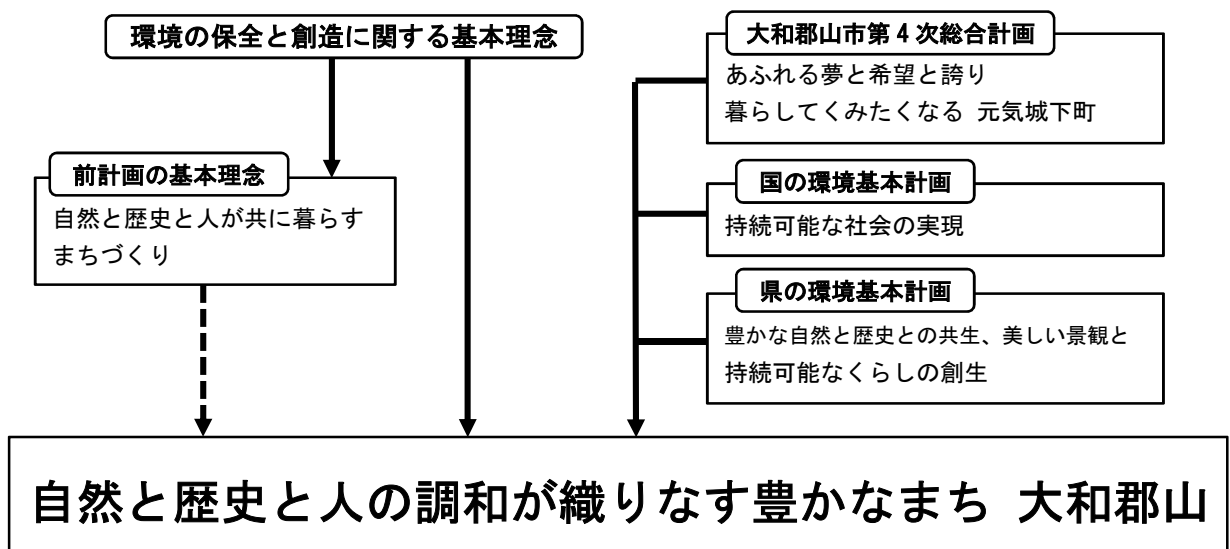 環境の保全と創造に関する基本理念
前計画の基本理念
自然と歴史と人が共に暮らす
まちづくり
大和郡山市第4次総合計画
あふれる夢と希望と誇り
暮らしてくみたくなる 元気城下町
国の環境基本計画
持続可能な社会の実現
県の環境基本計画
豊かな自然と歴史との共生、美しい景観と
持続可能なくらしの創生
自然と歴史と人の調和が織りなす豊かなまち 大和郡山